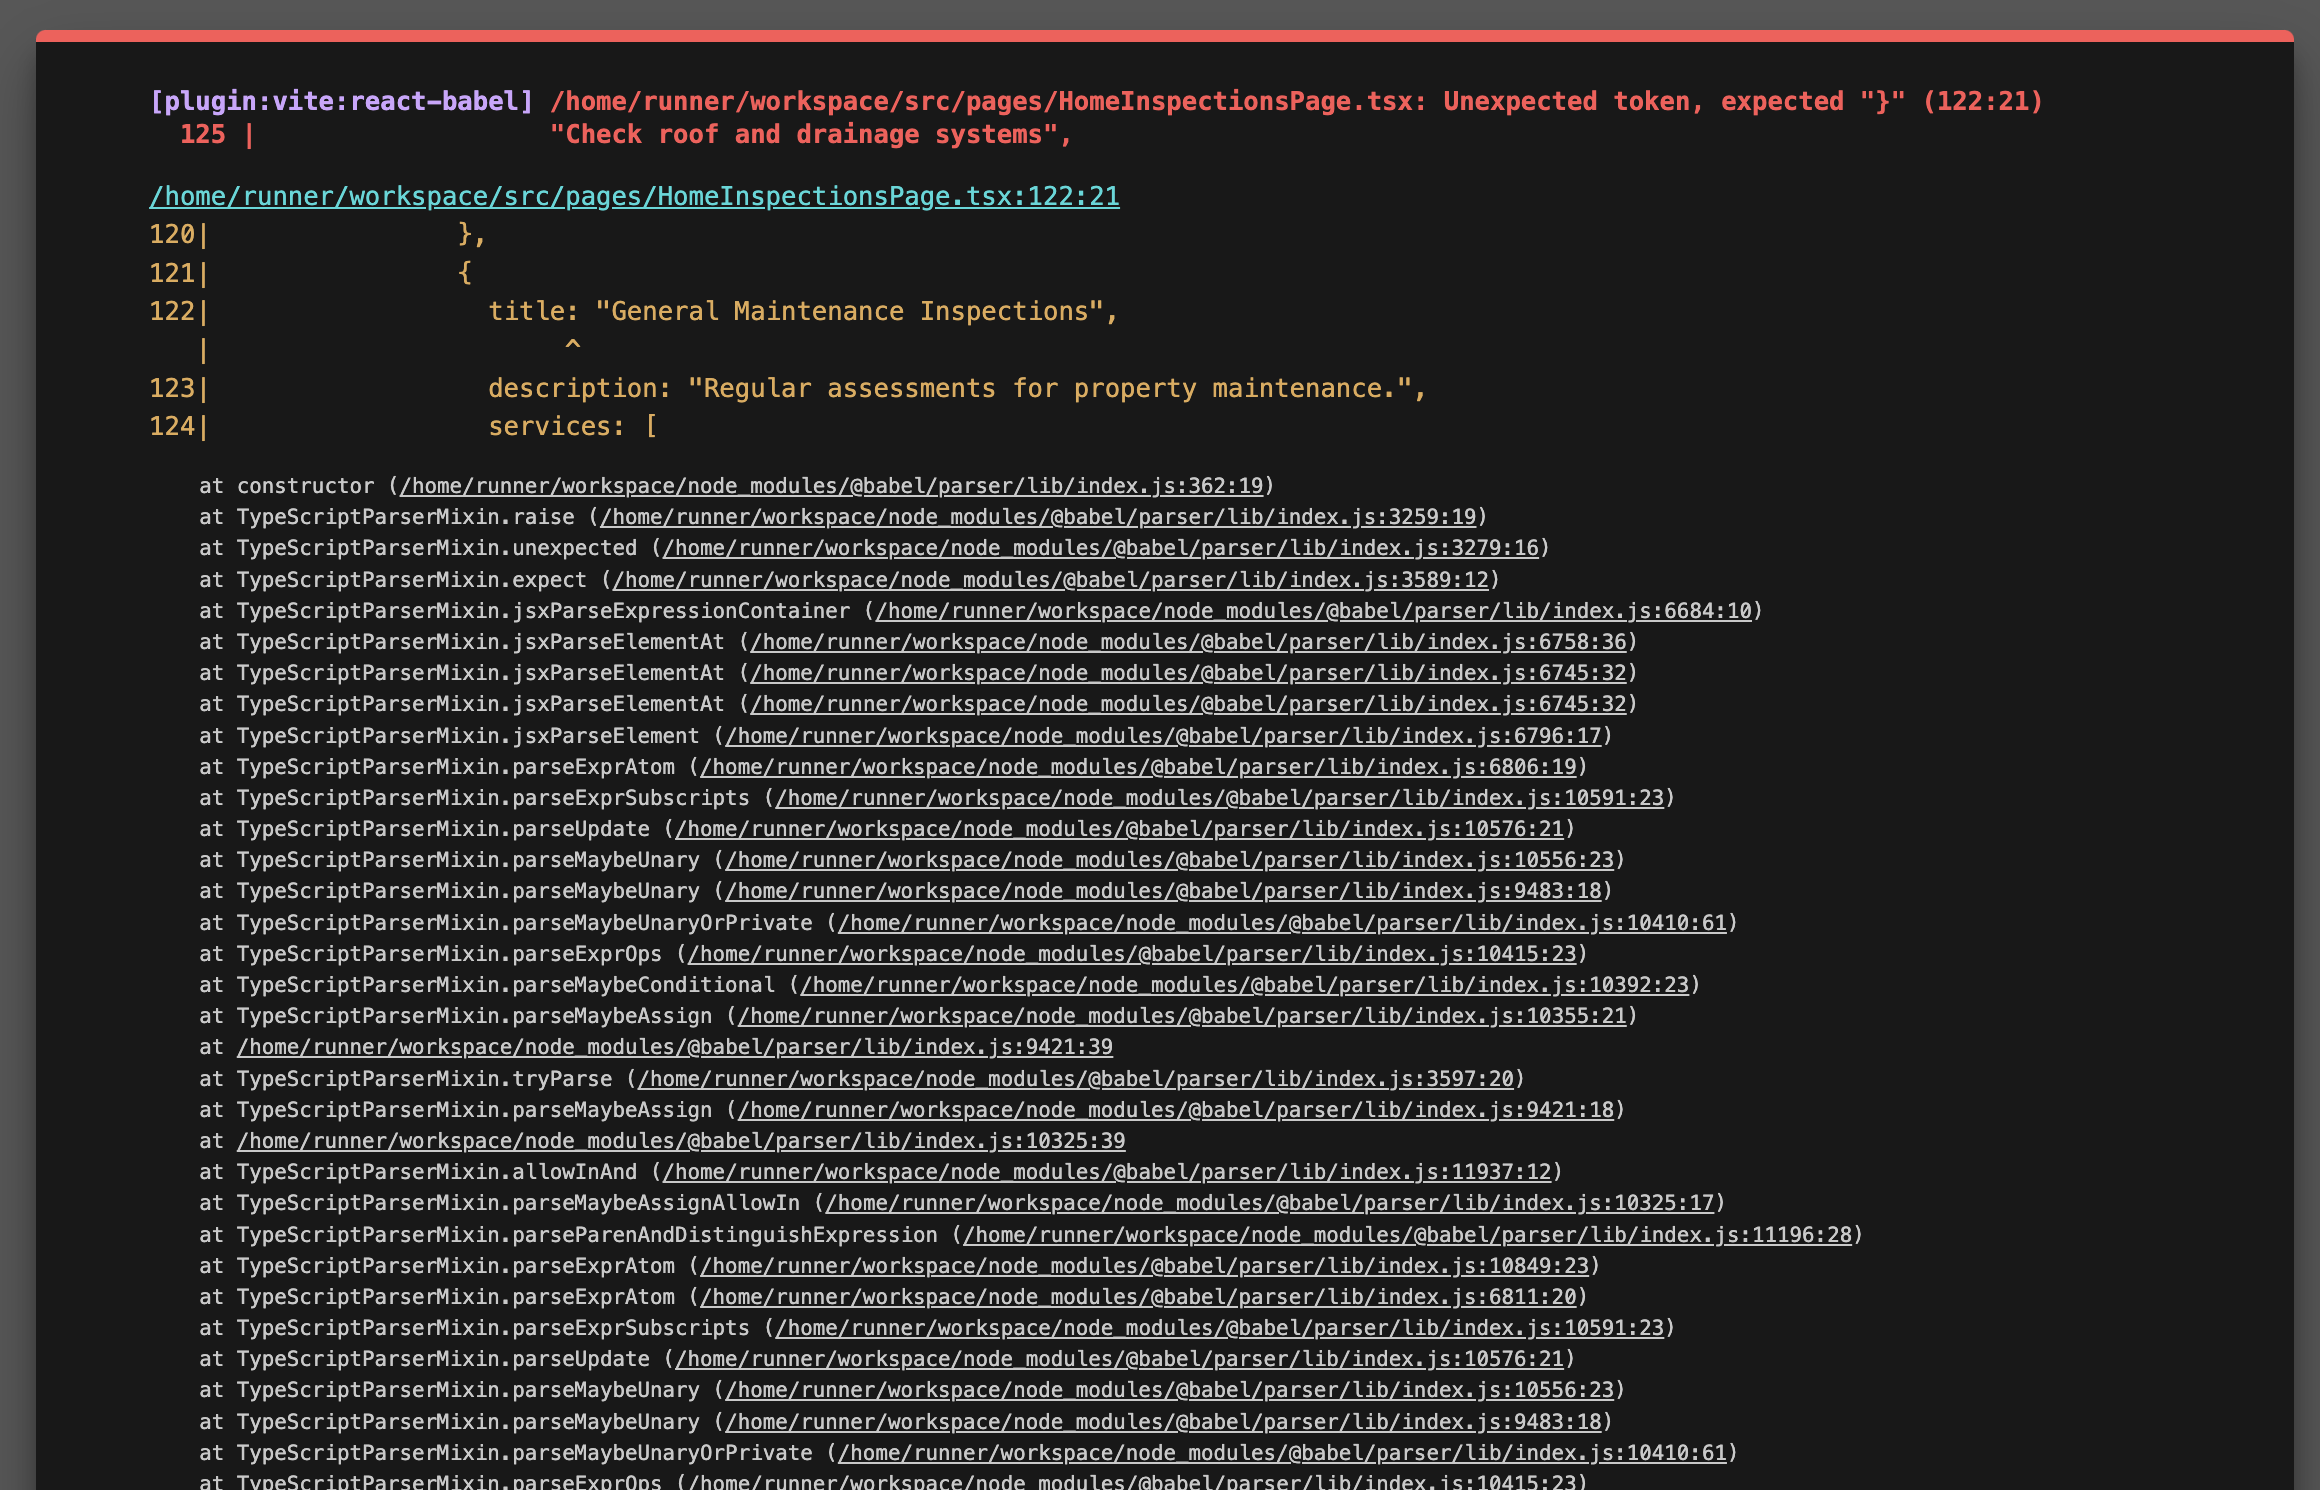 [plugin:vite:react-babel] /home/runner/workspace/src/pages/HomeInspectionsPage.tsx: Unexpected token, expected "}" (122:21)
125 | "Check roof and drainage systems",
/home/runner/workspace/src/pages/HomeInspectionsPage.tsx:122:21
120| },
121| {
122| title: "General Maintenance Inspections",
| ^
123| description: "Regular assessments for property maintenance.",
124| services: [
at constructor (/home/runner/workspace/node_modules/@babel/parser/lib/index.js:362:19)
at TypeScriptParserMixin.raise (/home/runner/workspace/node_modules/@babel/parser/lib/index.js:3259:19)
at TypeScriptParserMixin.unexpected (/home/runner/workspace/node_modules/@babel/parser/lib/index.js:3279:16)
at TypeScriptParserMixin.expect (/home/runner/workspace/node_modules/@babel/parser/lib/index.js:3589:12)
at TypeScriptParserMixin.jsxParseExpressionContainer (/home/runner/workspace/node_modules/@babel/parser/lib/index.js:6684:10)
at TypeScriptParserMixin.jsxParseElementAt (/home/runner/workspace/node_modules/@babel/parser/lib/index.js:6758:36)
at TypeScriptParserMixin.jsxParseElementAt (/home/runner/workspace/node_modules/@babel/parser/lib/index.js:6745:32)
at TypeScriptParserMixin.jsxParseElementAt (/home/runner/workspace/node_modules/@babel/parser/lib/index.js:6745:32)
at TypeScriptParserMixin.jsxParseElement (/home/runner/workspace/node_modules/@babel/parser/lib/index.js:6796:17)
at TypeScriptParserMixin.parseExprAtom (/home/runner/workspace/node_modules/@babel/parser/lib/index.js:6806:19)
at TypeScriptParserMixin.parseExprSubscripts (/home/runner/workspace/node_modules/@babel/parser/lib/index.js:10591:23)
at TypeScriptParserMixin.parseUpdate (/home/runner/workspace/node_modules/@babel/parser/lib/index.js:10576:21)
at TypeScriptParserMixin.parseMaybeUnary (/home/runner/workspace/node_modules/@babel/parser/lib/index.js:10556:23)
at TypeScriptParserMixin.parseMaybeUnary (/home/runner/workspace/node_modules/@babel/parser/lib/index.js:9483:18)
at TypeScriptParserMixin.parseMaybeUnaryOrPrivate (/home/runner/workspace/node_modules/@babel/parser/lib/index.js:10410:61)
at TypeScriptParserMixin.parseExprOps (/home/runner/workspace/node_modules/@babel/parser/lib/index.js:10415:23)
at TypeScriptParserMixin.parseMaybeConditional (/home/runner/workspace/node_modules/@babel/parser/lib/index.js:10392:23)
at TypeScriptParserMixin.parseMaybeAssign (/home/runner/workspace/node_modules/@babel/parser/lib/index.js:10355:21)
at /home/runner/workspace/node_modules/@babel/parser/lib/index.js:9421:39
at TypeScriptParserMixin.tryParse (/home/runner/workspace/node_modules/@babel/parser/lib/index.js:3597:20)
at TypeScriptParserMixin.parseMaybeAssign (/home/runner/workspace/node_modules/@babel/parser/lib/index.js:9421:18)
at /home/runner/workspace/node_modules/@babel/parser/lib/index.js:10325:39
at TypeScriptParserMixin.allowInAnd (/home/runner/workspace/node_modules/@babel/parser/lib/index.js:11937:12)
at TypeScriptParserMixin.parseMaybeAssignAllowIn (/home/runner/workspace/node_modules/@babel/parser/lib/index.js:10325:17)
at TypeScriptParserMixin.parseParenAndDistinguishExpression (/home/runner/workspace/node_modules/@babel/parser/lib/index.js:11196:28)
at TypeScriptParserMixin.parseExprAtom (/home/runner/workspace/node_modules/@babel/parser/lib/index.js:10849:23)
at TypeScriptParserMixin.parseExprAtom (/home/runner/workspace/node_modules/@babel/parser/lib/index.js:6811:20)
at TypeScriptParserMixin.parseExprSubscripts (/home/runner/workspace/node_modules/@babel/parser/lib/index.js:10591:23)
at TypeScriptParserMixin.parseUpdate (/home/runner/workspace/node_modules/@babel/parser/lib/index.js:10576:21)
at TypeScriptParserMixin.parseMaybeUnary (/home/runner/workspace/node_modules/@babel/parser/lib/index.js:10556:23)
at TypeScriptParserMixin.parseMaybeUnary (/home/runner/workspace/node_modules/@babel/parser/lib/index.js:9483:18)
at TypeScriptParserMixin.parseMaybeUnaryOrPrivate (/home/runner/workspace/node_modules/@babel/parser/lib/index.js:10410:61)
at TypeScriptParserMixin.parseExprOps (/home/runner/workspace/node_modules/@babel/parser/lib/index.js:10415:23)